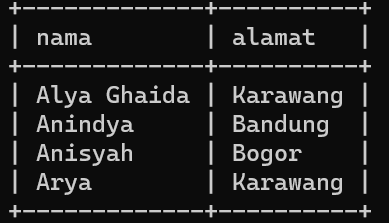 +-------------+----------+
| nama        | alamat   |
+-------------+----------+
| Alya Ghaida | Karawang |
| Anindya     | Bandung  |
| Anisyah     | Bogor    |
| Arya        | Karawang |
+-------------+----------+